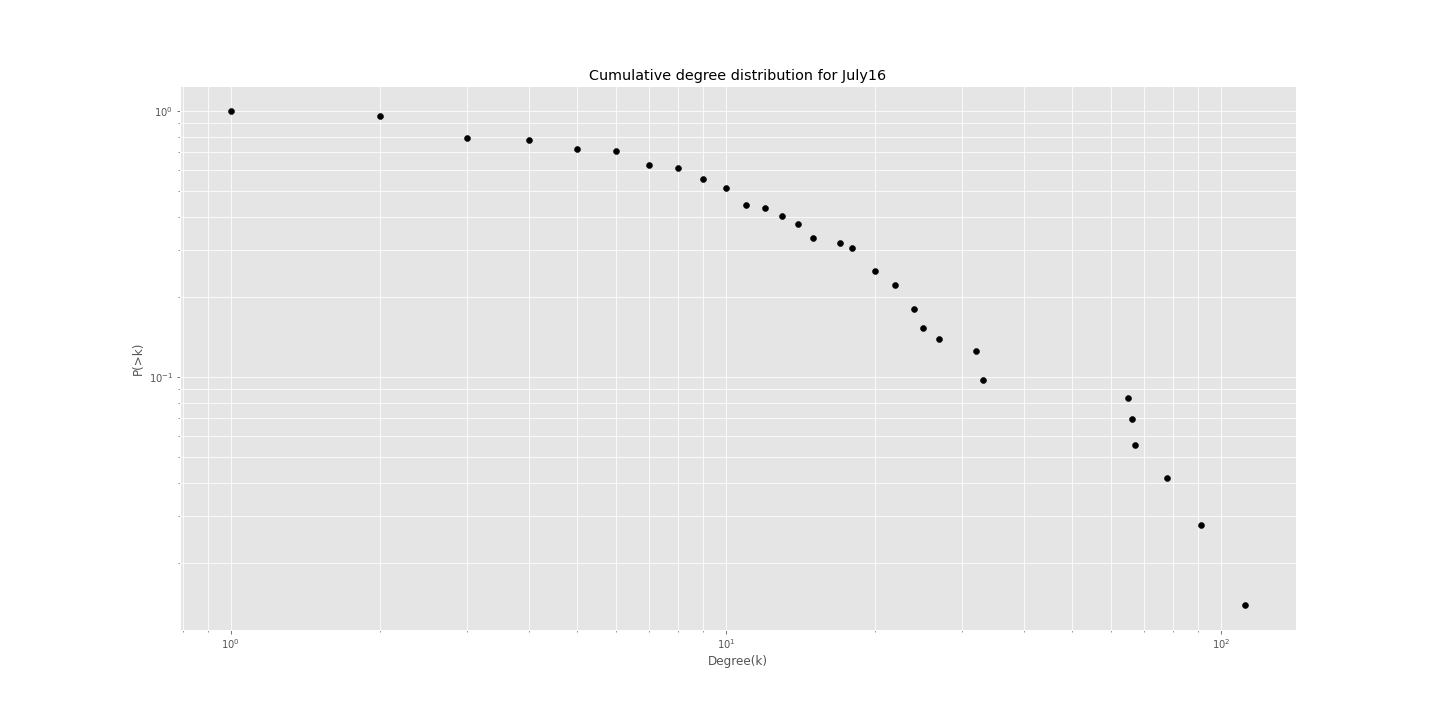 Cumulative degree distribution for July16
10⁰
P(>k)
10⁻¹
10⁰ 10¹ 10²
Degree(k)